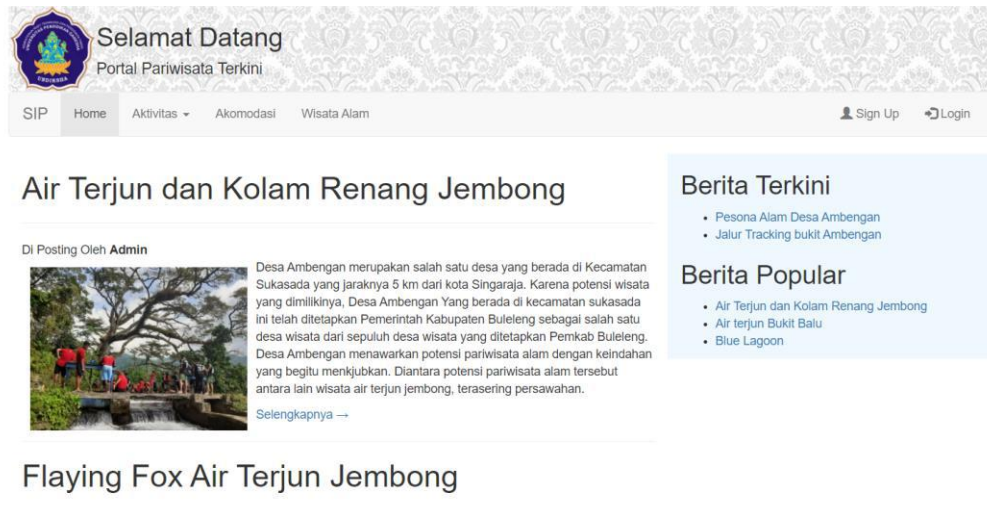 Selamat Datang
Portal Pariwisata Terkini
UNDIKSHA
SIP Home Aktivitas Akomodasi Wisata Alam Sign Up Login
Air Terjun dan Kolam Renang Jembong
Di Posting Oleh Admin
Desa Ambengan merupakan salah satu desa yang berada di Kecamatan
Sukasada yang jaraknya 5 km dari kota Singaraja. Karena potensi wisata
yang dimilikinya, Desa Ambengan Yang berada di kecamatan sukasada
ini telah ditetapkan Pemerintah Kabupaten Buleleng sebagai salah satu
desa wisata dari sepuluh desa wisata yang ditetapkan Pemkab Buleleng.
Desa Ambengan menawarkan potensi pariwisata alam dengan keindahan
yang begitu menkjubkan. Diantara potensi pariwisata alam tersebut
antara lain wisata air terjun jembong, terasering persawahan.
Selengkapnya →
Flaying Fox Air Terjun Jembong
Berita Terkini
• Pesona Alam Desa Ambengan
• Jalur Tracking bukit Ambengan
Berita Popular
• Air Terjun dan Kolam Renang Jembong
• Air terjun Bukit Balu
• Blue Lagoon